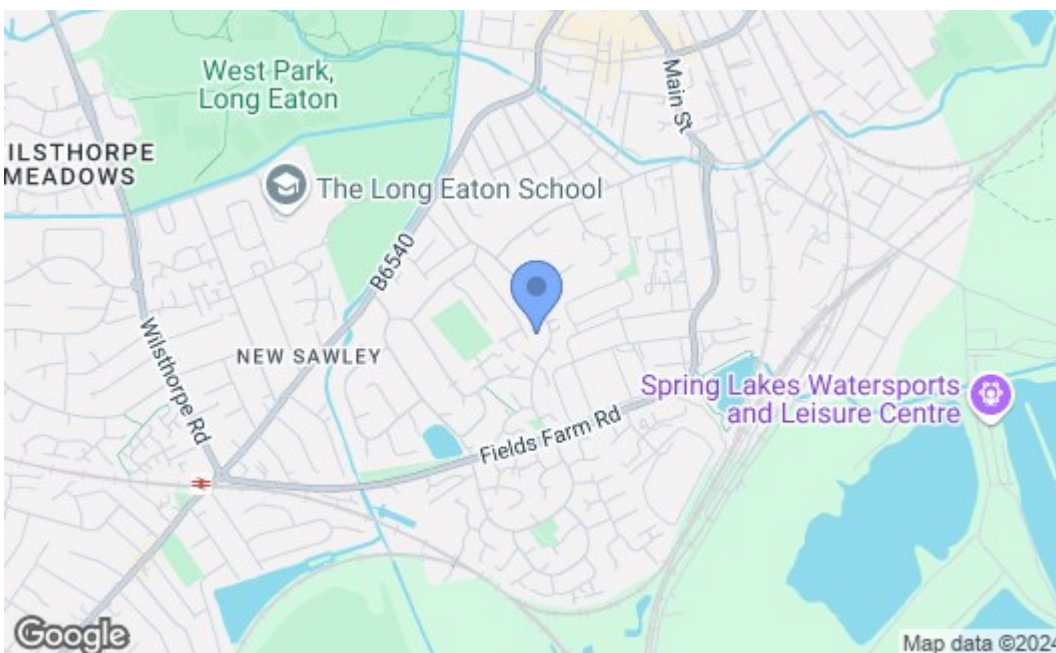 Main St
West Park,
Long Eaton
ILSTHORPE
MEADOWS
The Long Eaton School
B6540
Wilsthorpe Rd
NEW SAWLEY
Spring Lakes Watersports
and Leisure Centre
Fields Farm Rd
Google
Map data ©2024